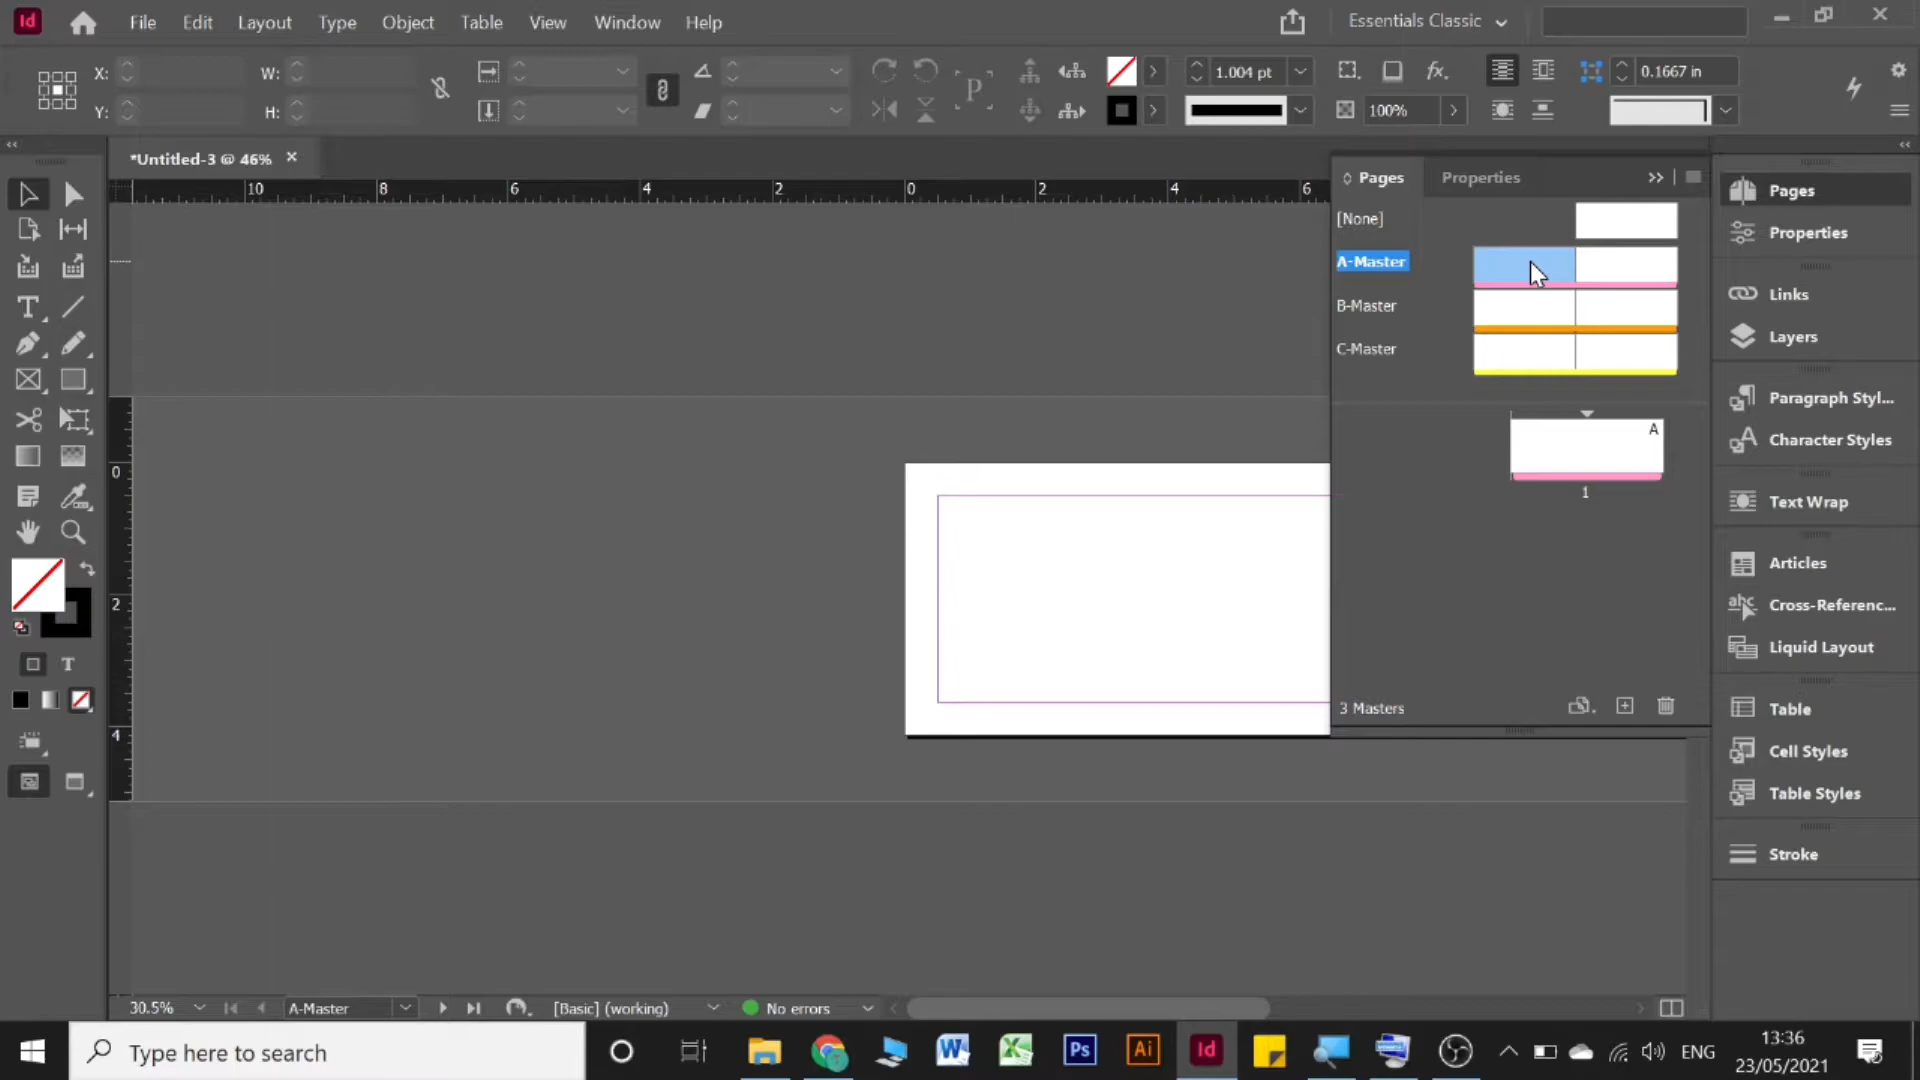 Id File Edit Layout Type Object Table View Window Help Essentials Classic
X: W: 1.004 pt fx. 0.1667 in
Y: H: P 100%
*Untitled-3 @ 46%
10 8 6 4 2 0 2 4 6
0
2
4
T
T
Pages Properties
[None]
A-Master
B-Master
C-Master
A
1
3 Masters
Pages
Properties
Links
Layers
Paragraph Styl...
Character Styles
Text Wrap
Articles
Cross-Referenc...
Liquid Layout
Table
Cell Styles
Table Styles
Stroke
30.5% A-Master [Basic] (working) No errors
Type here to search
Ps Ai Id
ENG
13:36
23/05/2021